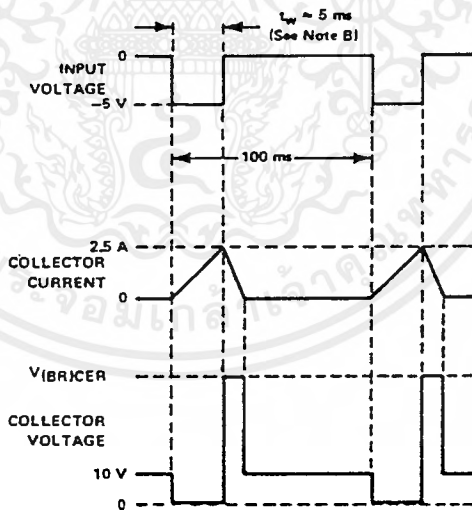 tw ≈ 5 ms
(See Note B)
0
INPUT
VOLTAGE
–5 V
100 ms
2.5 A
COLLECTOR
CURRENT
0
V(BR)CER
COLLECTOR
VOLTAGE
10 V
0